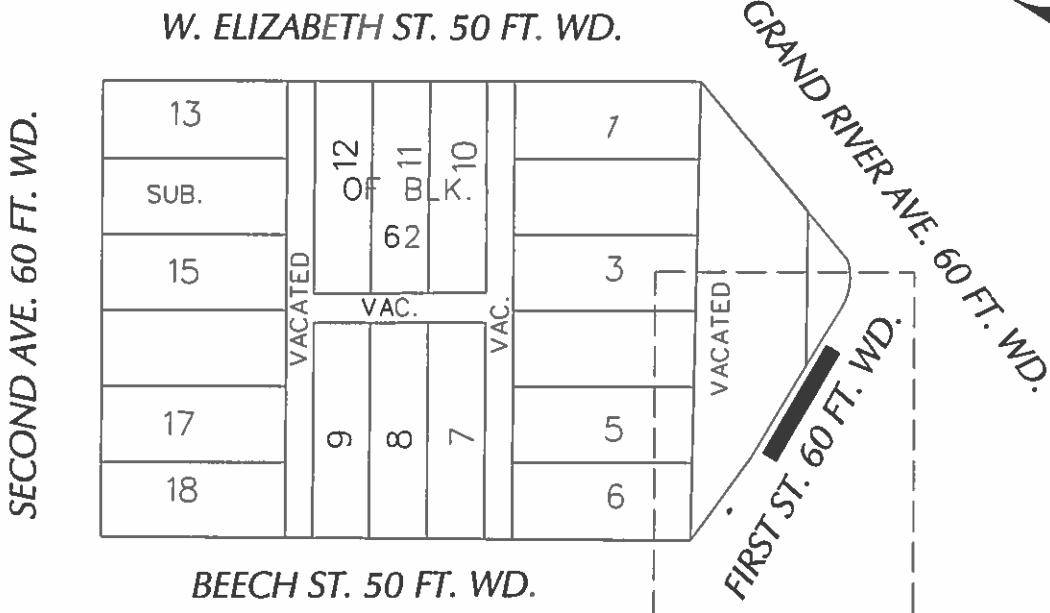 W. ELIZABETH ST. 50 FT. WD.
GRAND RIVER AVE. 60 FT. WD.
SECOND AVE. 60 FT. WD.
13
SUB.
15
17
18
VACATED
12
11
10
OF BLK.
62
VAC.
VAC.
9
8
7
1
3
5
6
VACATED
FIRST ST. 60 FT. WD.
BEECH ST. 50 FT. WD.